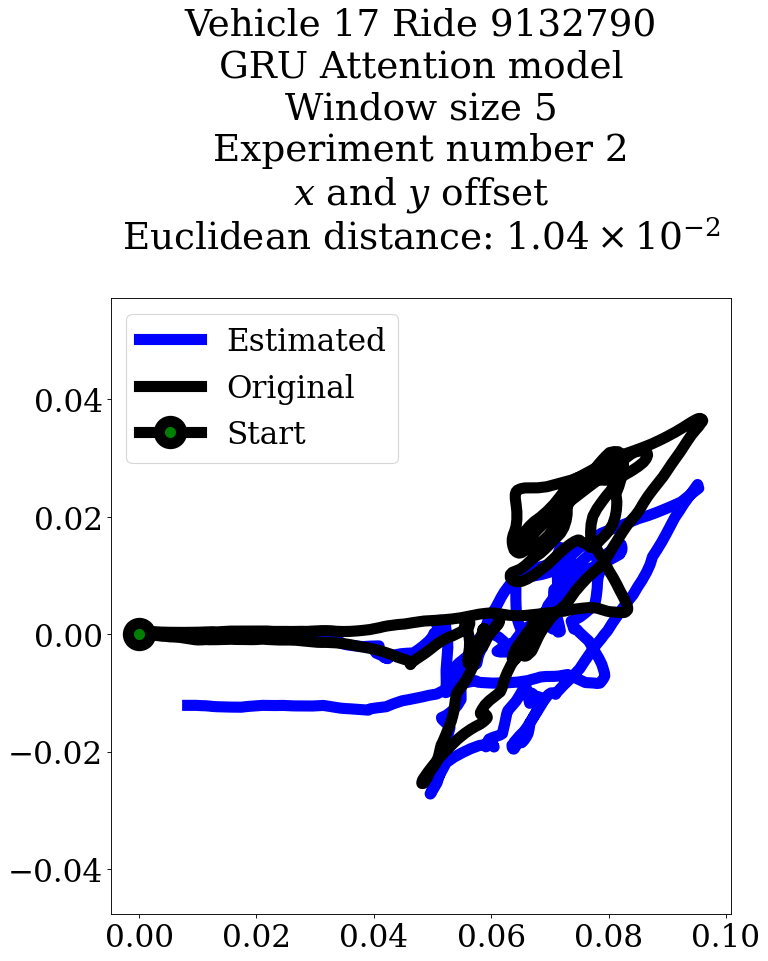 Vehicle 17 Ride 9132790
GRU Attention model
Window size 5
Experiment number 2
x and y offset
Euclidean distance: 1.04 × 10⁻²
Estimated
Original
Start
0.04
0.02
0.00
−0.02
−0.04
0.00 0.02 0.04 0.06 0.08 0.10